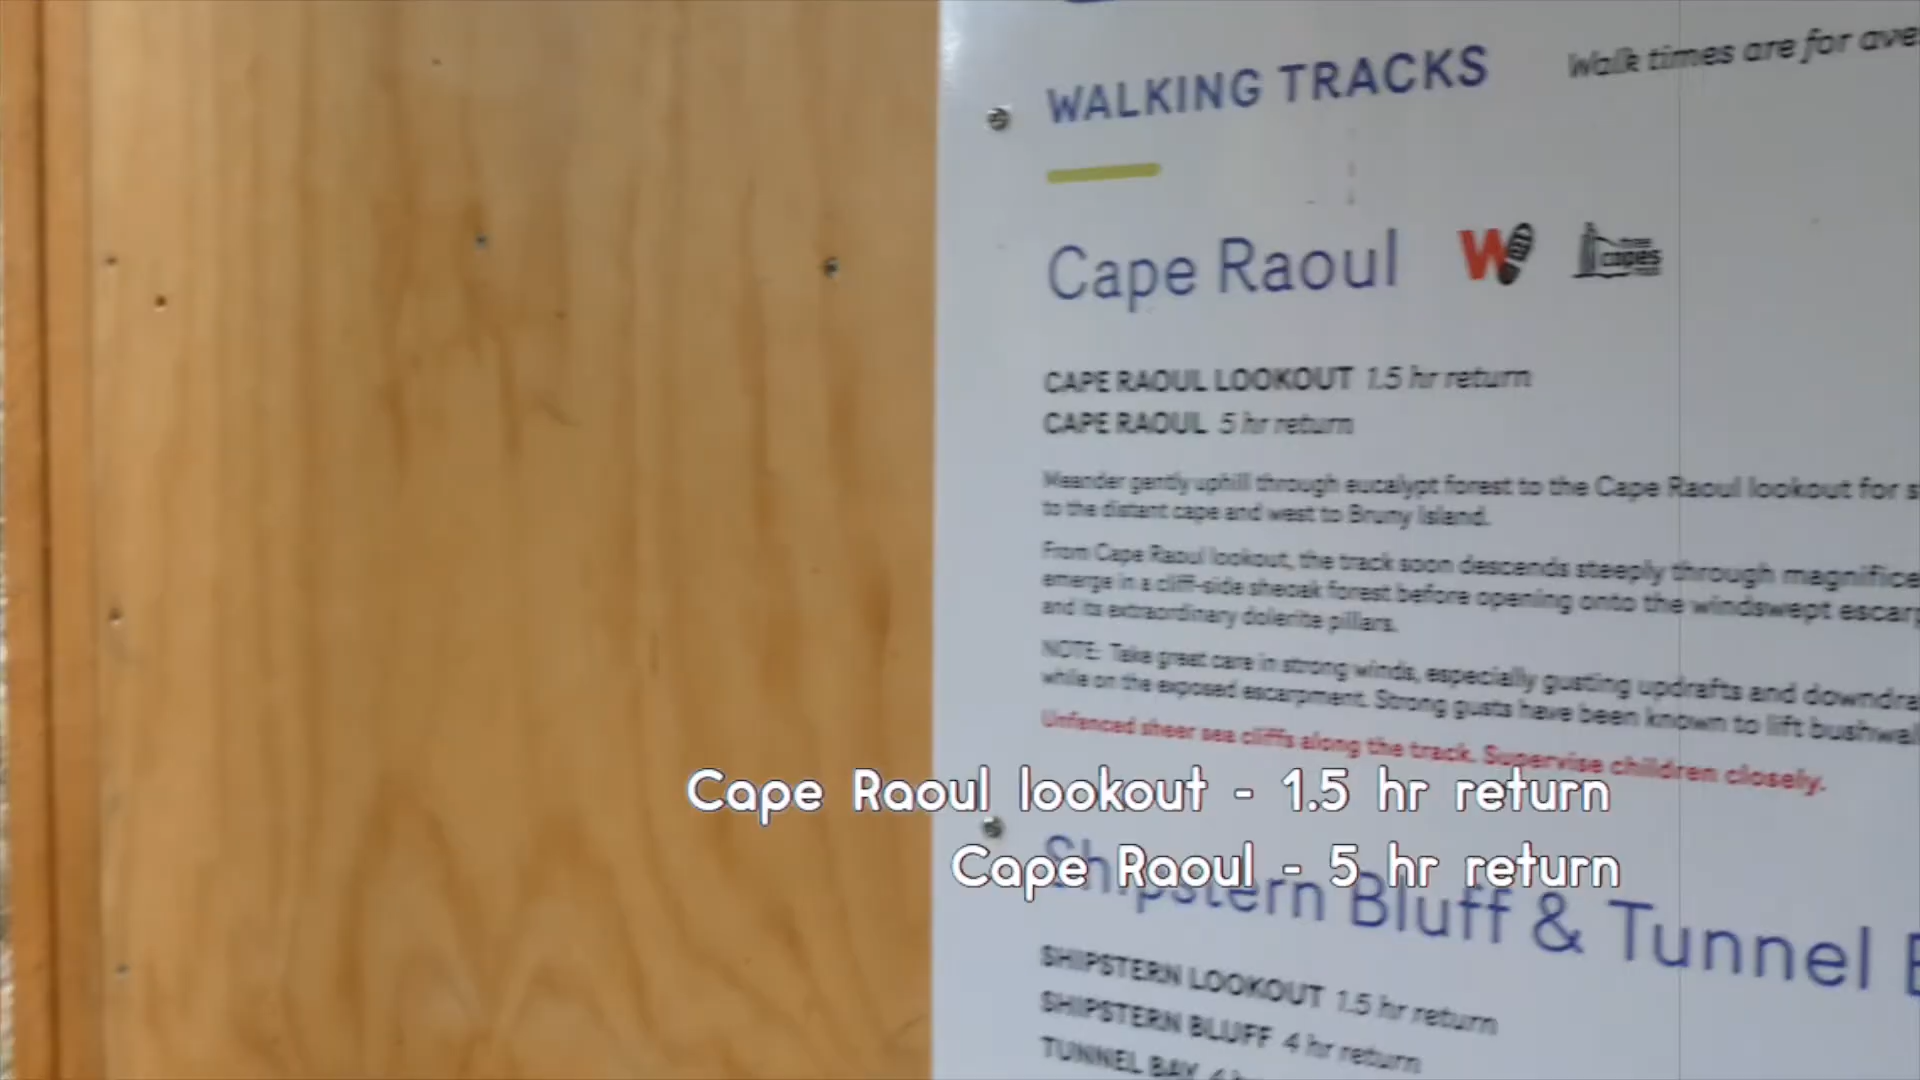 WALKING TRACKS
Walk times are for ave
Cape Raoul
W
three
capes
CAPE RAOUL LOOKOUT 1.5 hr return
CAPE RAOUL 5 hr return
Meander gently uphill through eucalypt forest to the Cape Raoul lookout for s
to the distant cape and west to Bruny Island.
From Cape Raoul lookout, the track soon descends steeply through magnifice
emerge in a cliff-side sheoak forest before opening onto the windswept escarp
and its extraordinary dolerite pillars.
NOTE: Take great care in strong winds, especially gusting updrafts and downdra
while on the exposed escarpment. Strong gusts have been known to lift bushwal
Unfenced sheer sea cliffs along the track. Supervise children closely.
Cape Raoul lookout - 1.5 hr return
Cape Raoul - 5 hr return
Shipstern Bluff & Tunnel
SHIPSTERN LOOKOUT 1.5 hr return
SHIPSTERN BLUFF 4 hr return
TUNNEL BAY